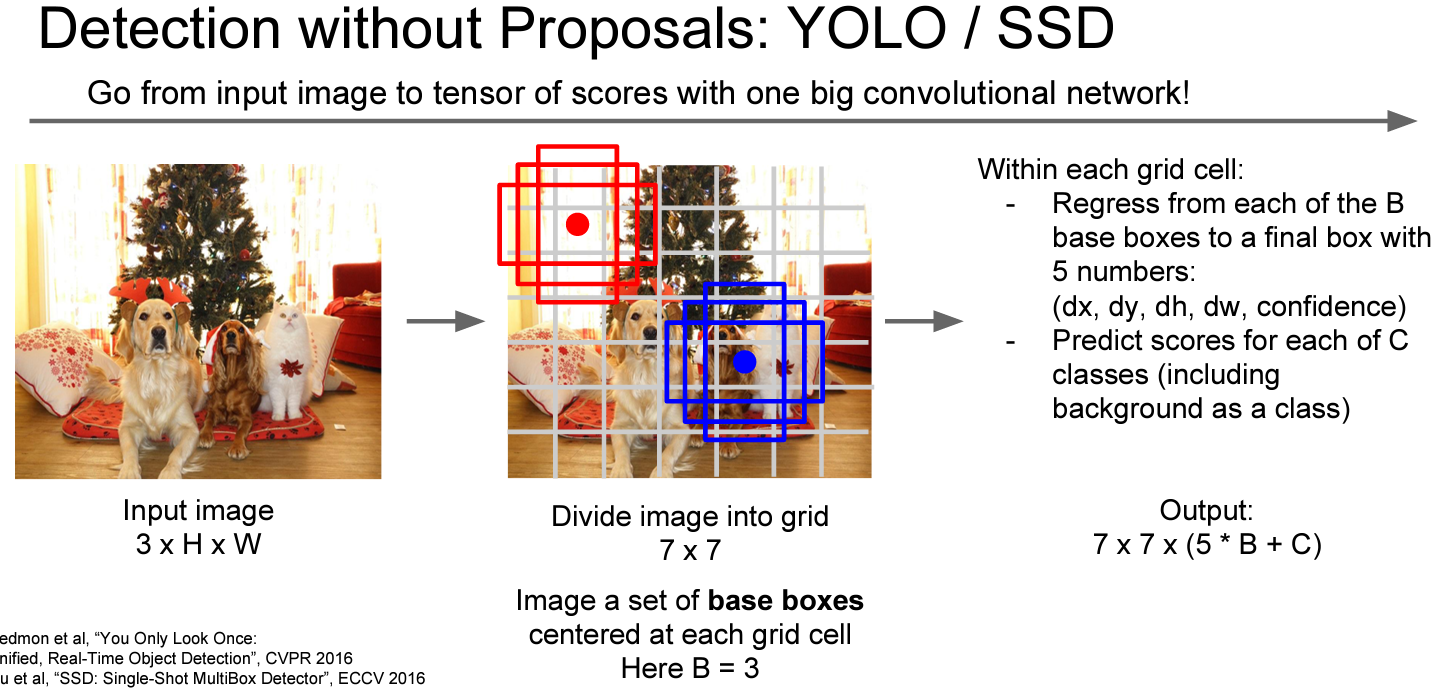 Detection without Proposals: YOLO / SSD
Go from input image to tensor of scores with one big convolutional network!
Input image
3 x H x W
Divide image into grid
7 x 7
Image a set of base boxes
centered at each grid cell
Here B = 3
Within each grid cell:
- Regress from each of the B
base boxes to a final box with
5 numbers:
(dx, dy, dh, dw, confidence)
- Predict scores for each of C
classes (including
background as a class)
Output:
7 x 7 x (5 * B + C)
edmon et al, “You Only Look Once:
nified, Real-Time Object Detection”, CVPR 2016
u et al, “SSD: Single-Shot MultiBox Detector”, ECCV 2016